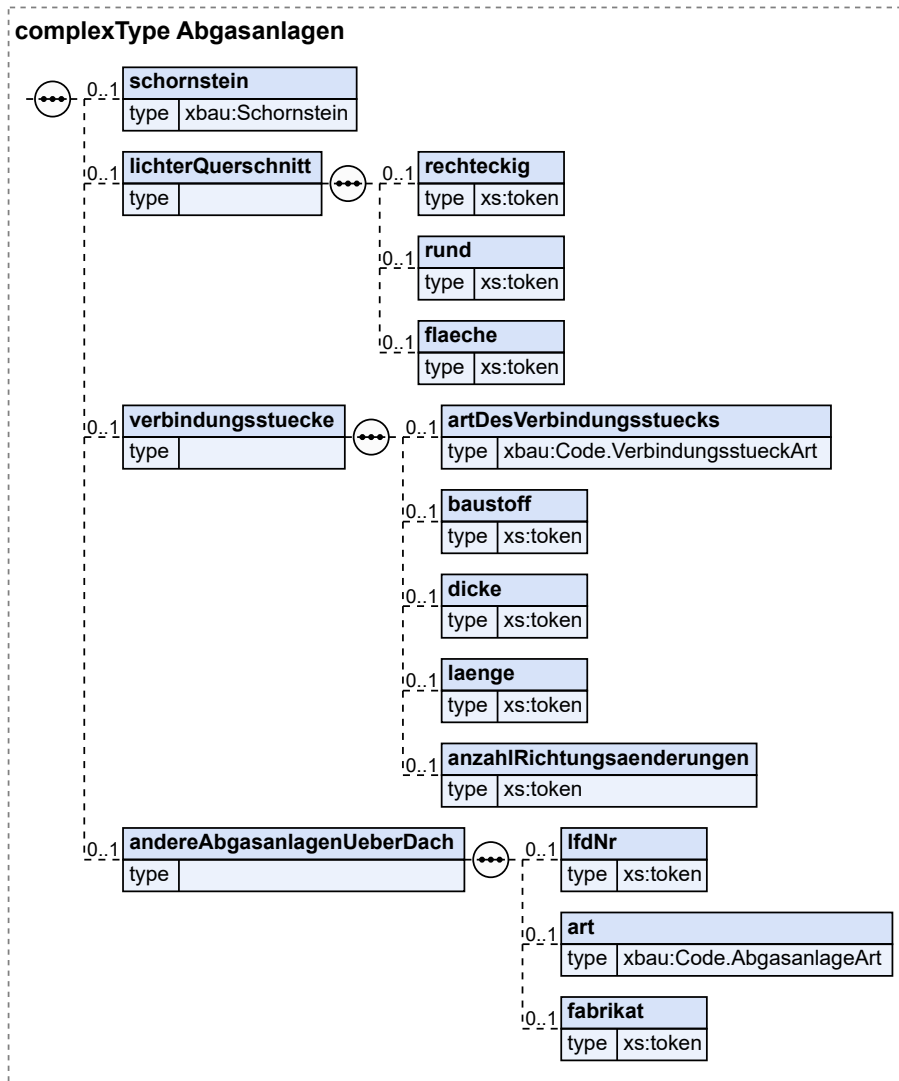 complexType Abgasanlagen
0..1 schornstein
type xbau:Schornstein
0..1 lichterQuerschnitt
type
0..1 rechteckig
type xs:token
0..1 rund
type xs:token
0..1 flaeche
type xs:token
0..1 verbindungsstuecke
type
0..1 artDesVerbindungsstuecks
type xbau:Code.VerbindungsstueckArt
0..1 baustoff
type xs:token
0..1 dicke
type xs:token
0..1 laenge
type xs:token
0..1 anzahlRichtungsaenderungen
type xs:token
0..1 andereAbgasanlagenUeberDach
type
0..1 lfdNr
type xs:token
0..1 art
type xbau:Code.AbgasanlageArt
0..1 fabrikat
type xs:token